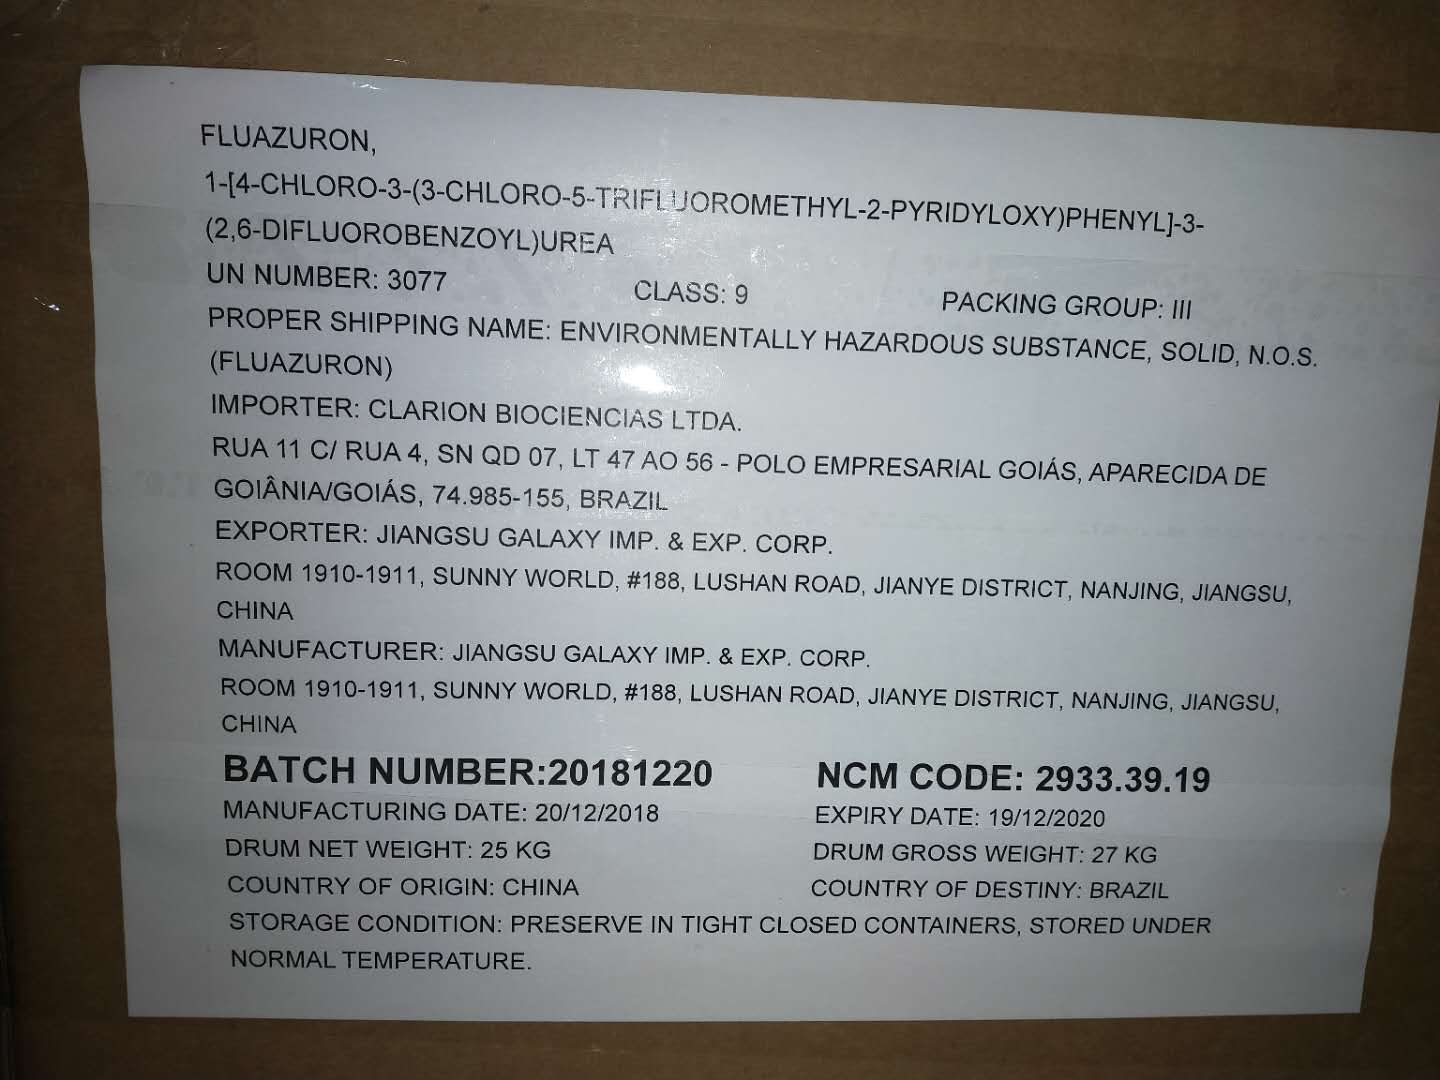 FLUAZURON,
1-[4-CHLORO-3-(3-CHLORO-5-TRIFLUOROMETHYL-2-PYRIDYLOXY)PHENYL]-3-
(2,6-DIFLUOROBENZOYL)UREA
UN NUMBER: 3077 CLASS: 9 PACKING GROUP: III
PROPER SHIPPING NAME: ENVIRONMENTALLY HAZARDOUS SUBSTANCE, SOLID, N.O.S.
(FLUAZURON)
IMPORTER: CLARION BIOCIENCIAS LTDA.
RUA 11 C/ RUA 4, SN QD 07, LT 47 AO 56 - POLO EMPRESARIAL GOIÁS, APARECIDA DE
GOIÂNIA/GOIÁS, 74.985-155, BRAZIL
EXPORTER: JIANGSU GALAXY IMP. & EXP. CORP.
ROOM 1910-1911, SUNNY WORLD, #188, LUSHAN ROAD, JIANYE DISTRICT, NANJING, JIANGSU,
CHINA
MANUFACTURER: JIANGSU GALAXY IMP. & EXP. CORP.
ROOM 1910-1911, SUNNY WORLD, #188, LUSHAN ROAD, JIANYE DISTRICT, NANJING, JIANGSU,
CHINA
BATCH NUMBER:20181220 NCM CODE: 2933.39.19
MANUFACTURING DATE: 20/12/2018 EXPIRY DATE: 19/12/2020
DRUM NET WEIGHT: 25 KG DRUM GROSS WEIGHT: 27 KG
COUNTRY OF ORIGIN: CHINA COUNTRY OF DESTINY: BRAZIL
STORAGE CONDITION: PRESERVE IN TIGHT CLOSED CONTAINERS, STORED UNDER
NORMAL TEMPERATURE.